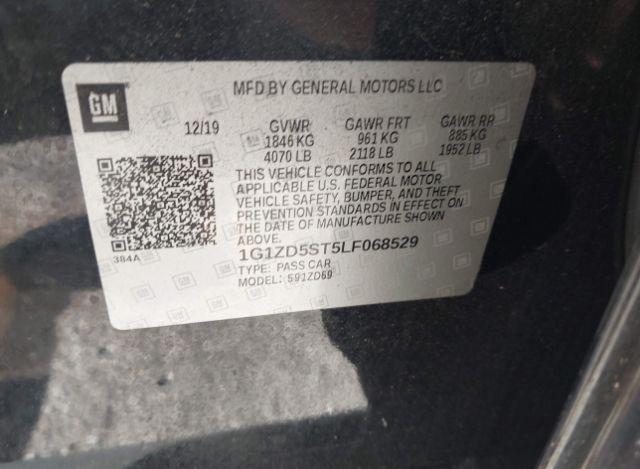 GM
MFD BY GENERAL MOTORS LLC
12/19 GVWR GAWR FRT GAWR RR
1846 KG 961 KG 885 KG
4070 LB 2118 LB 1952 LB
THIS VEHICLE CONFORMS TO ALL
APPLICABLE U.S. FEDERAL MOTOR
VEHICLE SAFETY, BUMPER, AND THEFT
PREVENTION STANDARDS IN EFFECT ON
THE DATE OF MANUFACTURE SHOWN
ABOVE.
384A
1G1ZD5ST5LF068529
TYPE: PASS CAR
MODEL: 591ZD69